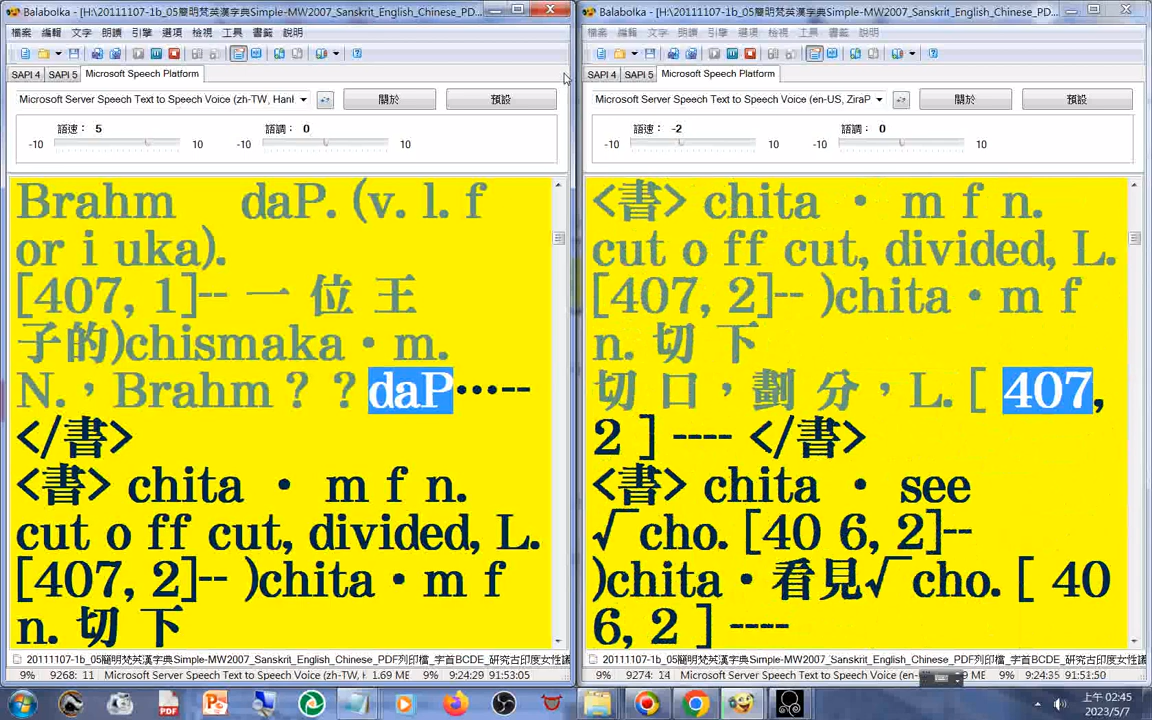 Balabolka - [H:\20111107-1b_05簡明梵英漢字典Simple-MW2007_Sanskrit_English_Chinese_PD...
檔案 編輯 文字 朗讀 引擎 選項 檢視 工具 書籤 說明
SAPI 4 SAPI 5 Microsoft Speech Platform
Microsoft Server Speech Text to Speech Voice (zh-TW, HanI
關於 預設
語速： 5 語調： 0
-10 10 -10 10
Brahm daP. (v. l. f
or i uka).
[407, 1]-- 一 位 王
子的)chismaka・m.
N.，Brahm？？daP…--
</書>
<書> chita ・ m f n.
cut o ff cut, divided, L.
[407, 2]-- )chita・m f
n. 切 下
20111107-1b_05簡明梵英漢字典Simple-MW2007_Sanskrit_English_Chinese_PDF列印檔_字首BCDE_研究古印度女性議
9% 9268: 11 Microsoft Server Speech Text to Speech Voice (zh-TW, 1.69 ME 9% 9:24:29 91:53:05
Balabolka - [H:\20111107-1b_05簡明梵英漢字典Simple-MW2007_Sanskrit_English_Chinese_PD...
檔案 編輯 文字 朗讀 引擎 選項 檢視 工具 書籤 說明
SAPI 4 SAPI 5 Microsoft Speech Platform
Microsoft Server Speech Text to Speech Voice (en-US, ZiraP
關於 預設
語速： -2 語調： 0
-10 10 -10 10
<書> chita ・ m f n.
cut o ff cut, divided, L.
[407, 2]-- )chita・m f
n. 切 下
切 口，劃 分，L. [ 407,
2 ] ---- </書>
<書> chita ・ see
√ cho. [40 6, 2]--
)chita・看見√ cho. [ 40
6, 2 ] ----
20111107-1b_05簡明梵英漢字典Simple-MW2007_Sanskrit_English_Chinese_PDF列印檔_字首BCDE_研究古印度女性議
9% 9274: 14 Microsoft Server Speech Text to Speech Voice (en-US, ME 9% 9:24:35 91:51:50
上午 02:45
2023/5/7